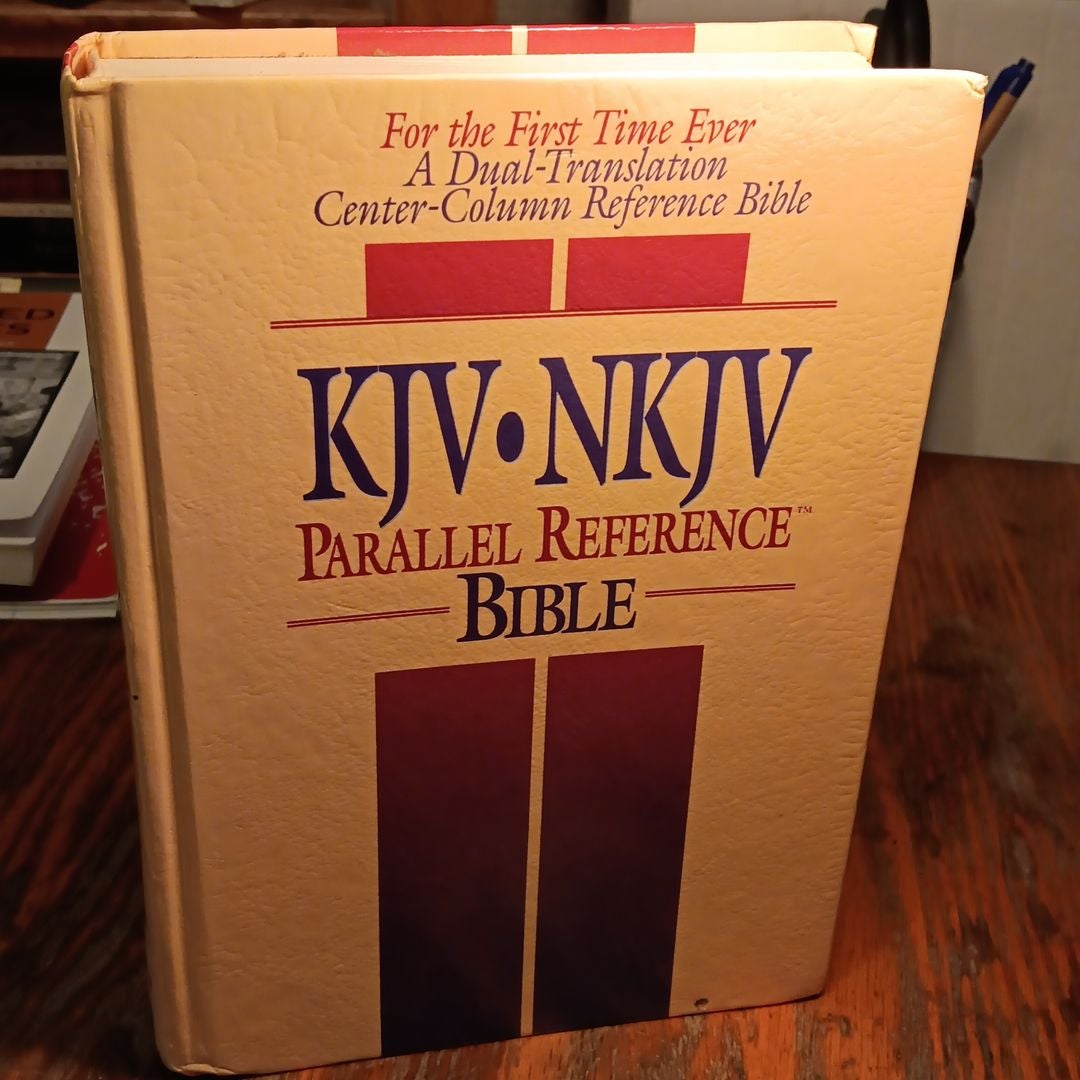 For the First Time Ever
A Dual-Translation
Center-Column Reference Bible
KJV•NKJV
PARALLEL REFERENCE™
BIBLE